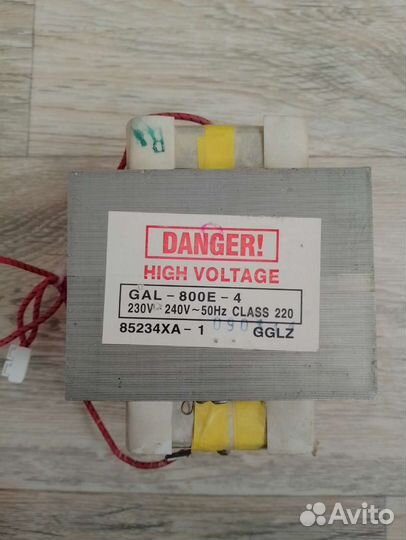 DANGER!
HIGH VOLTAGE
GAL-800E-4
230V~240V~50Hz CLASS 220
85234XA-1 GGLZ
Avito